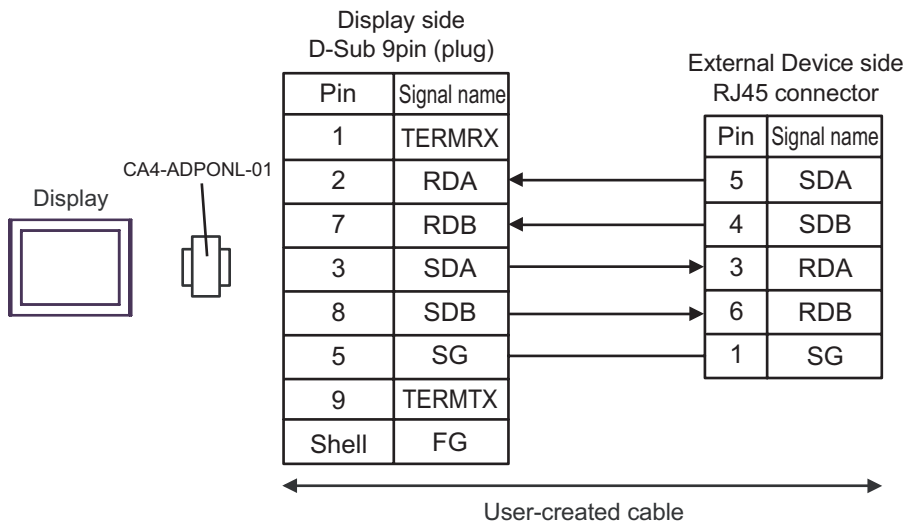 Display side
D-Sub 9pin (plug)
External Device side
RJ45 connector
Display
CA4-ADPONL-01
Pin Signal name
1 TERMRX
2 RDA
7 RDB
3 SDA
8 SDB
5 SG
9 TERMTX
Shell FG
Pin Signal name
5 SDA
4 SDB
3 RDA
6 RDB
1 SG
User-created cable